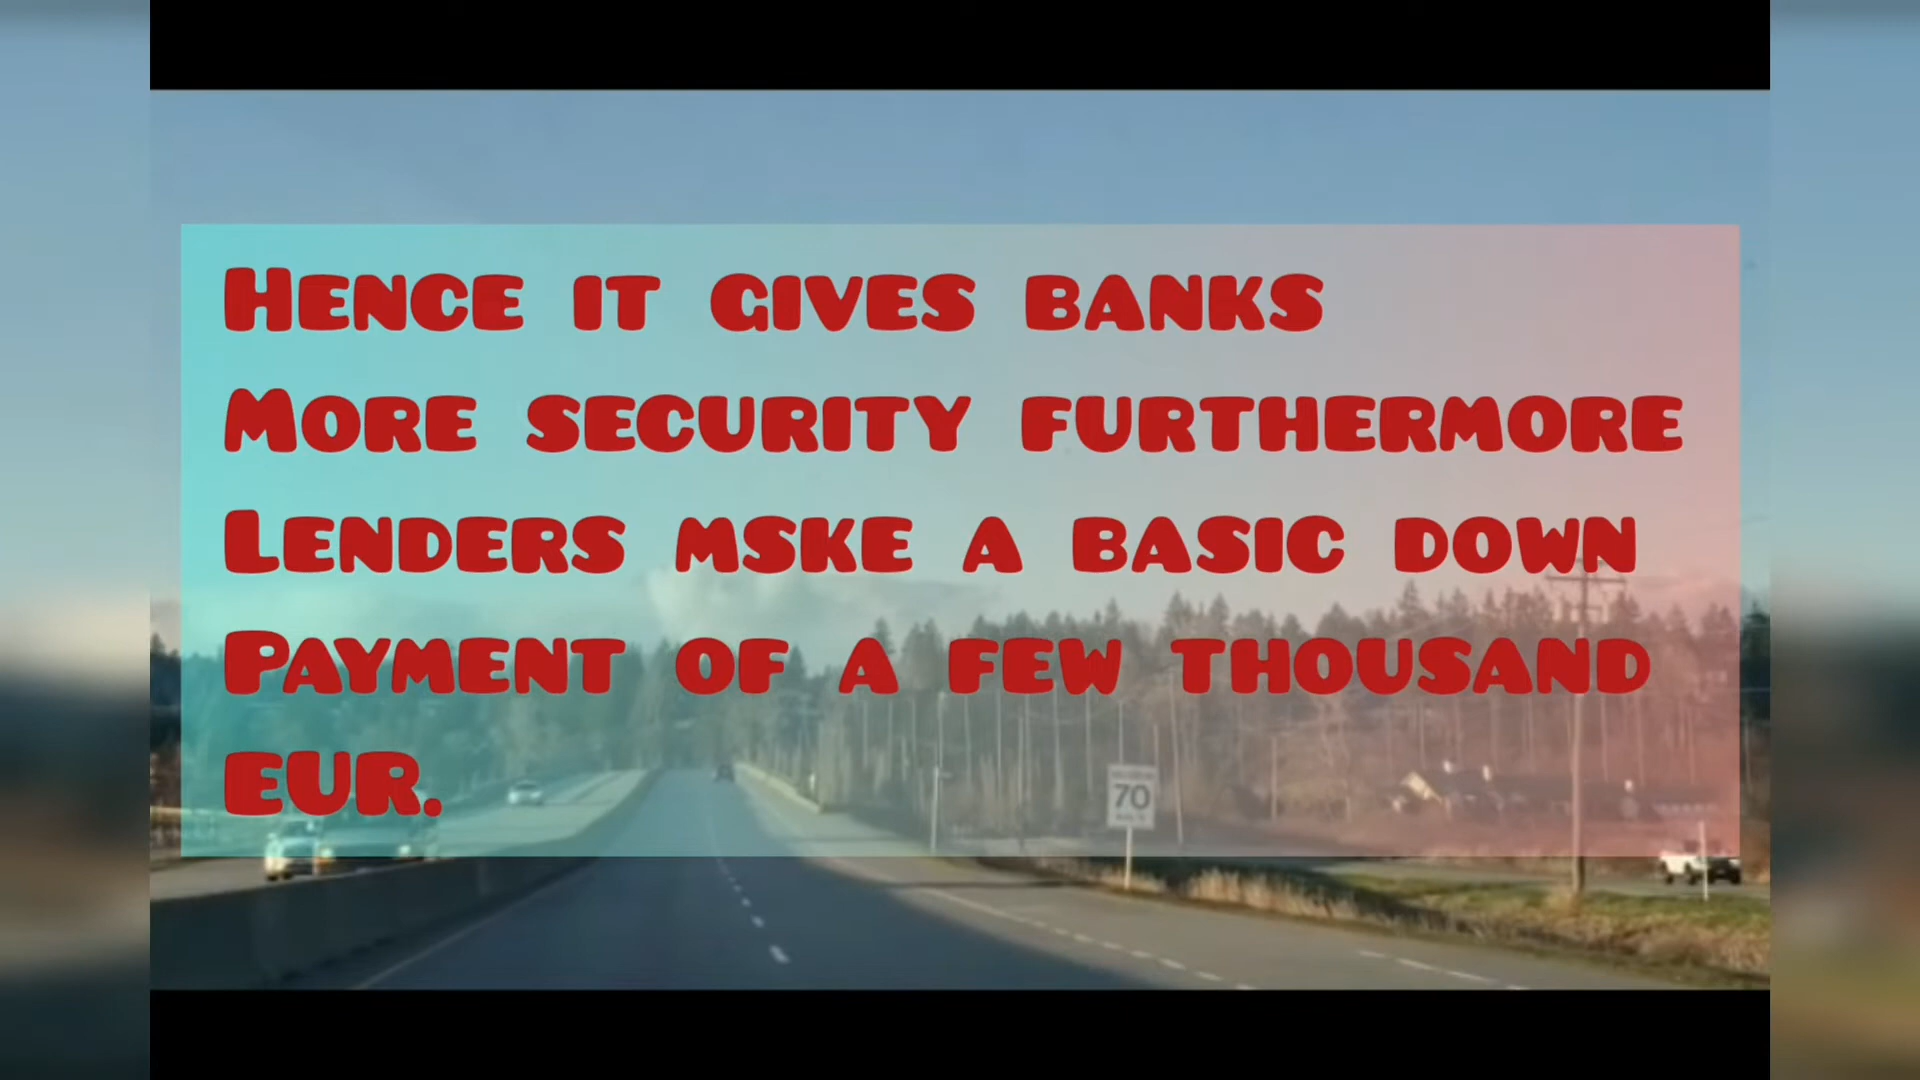 Hence it gives banks
More security furthermore
Lenders mske a basic down
Payment of a few thousand
EUR.
70